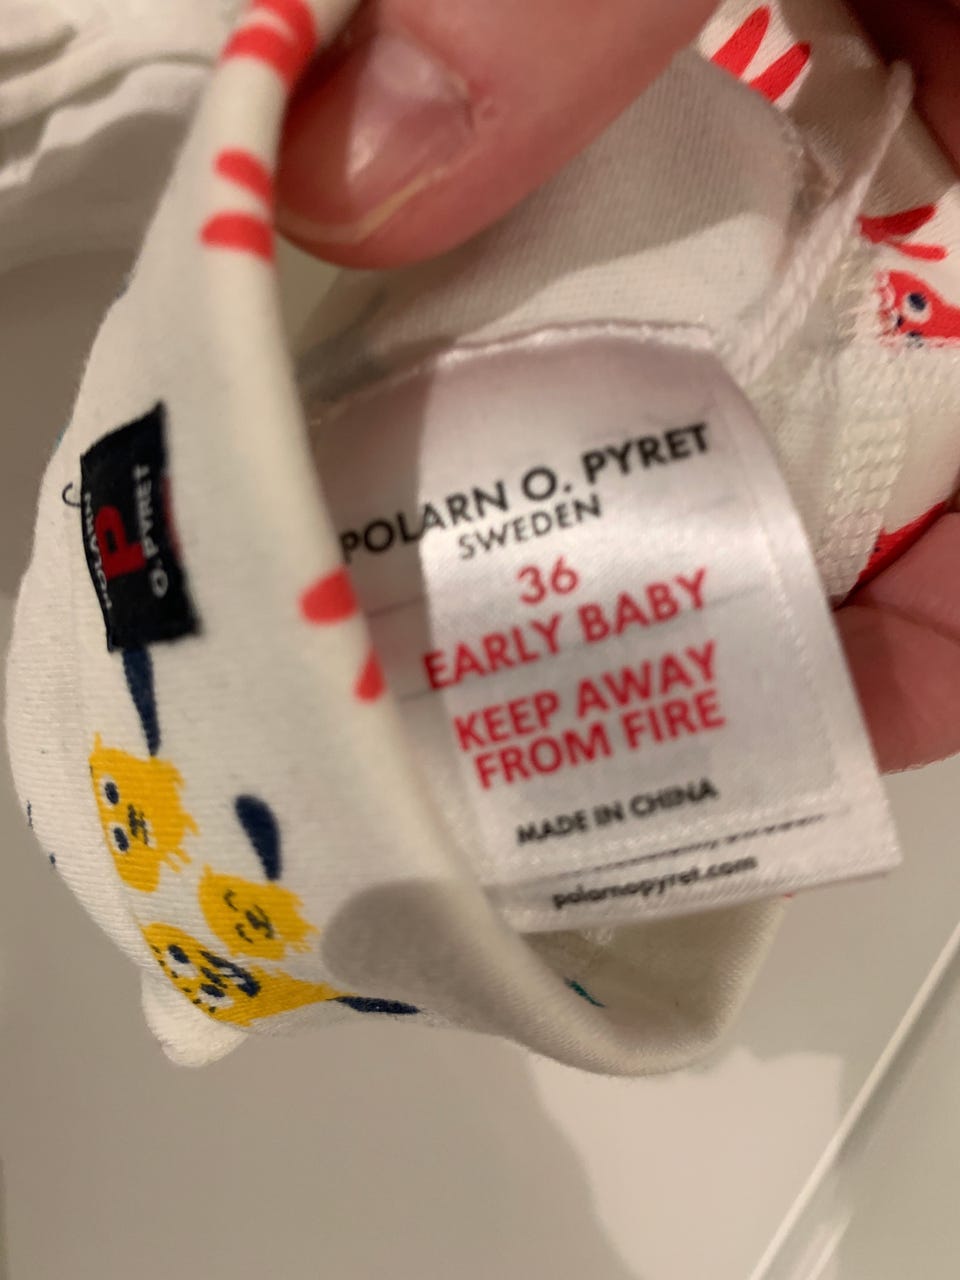 POLARN O. PYRET
SWEDEN
36
EARLY BABY
KEEP AWAY
FROM FIRE
MADE IN CHINA
polarnopyret.com
P
POLARN
O. PYRET